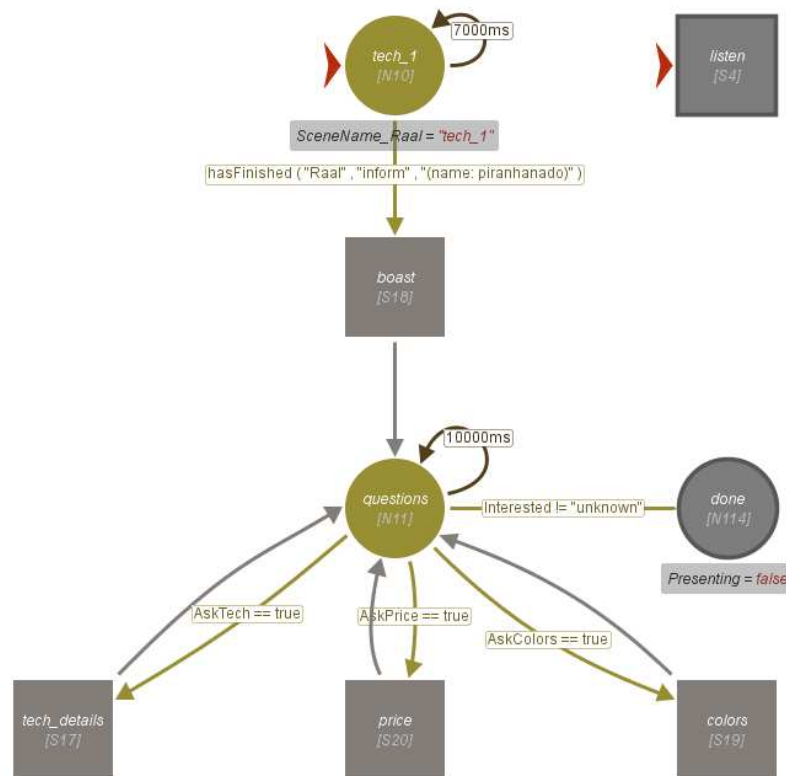 7000ms
tech_1
[N10]
listen
[S4]
SceneName_Raal = "tech_1"
hasFinished ( "Raal" , "inform" , "(name: piranhanado)" )
boast
[S18]
10000ms
questions
[N11]
Interested != "unknown"
done
[N114]
Presenting = false
AskTech == true
AskPrice == true
AskColors == true
tech_details
[S17]
price
[S20]
colors
[S19]